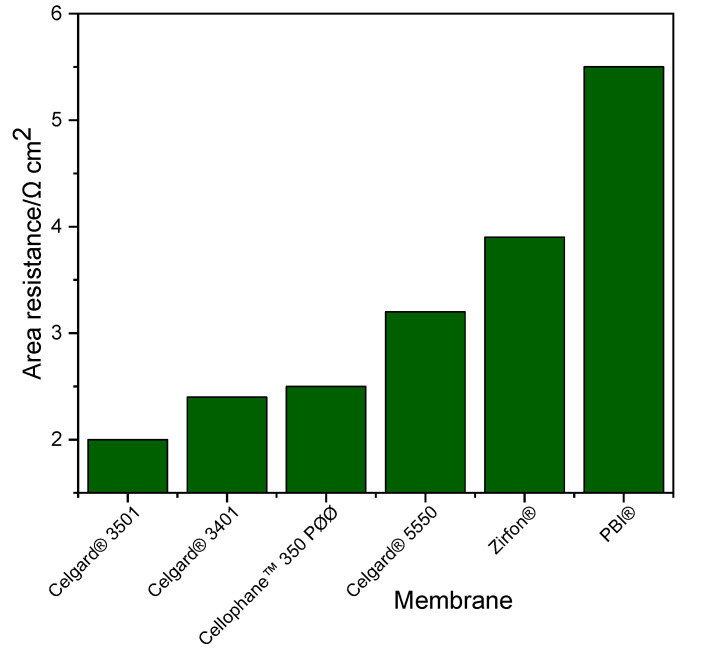 6
5
4
3
2
Area resistance/Ω cm²
Celgard® 3501
Celgard® 3401
Cellophane™ 350 PØØ
Celgard® 5550
Zirfon®
PBI®
Membrane